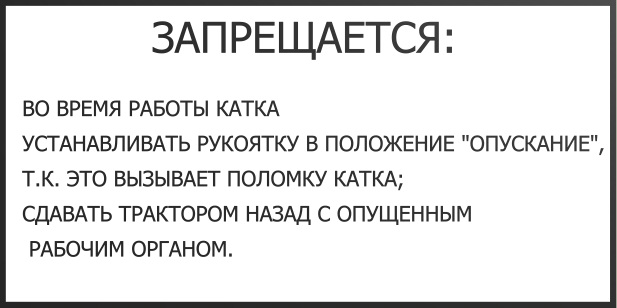 ЗАПРЕЩАЕТСЯ:
ВО ВРЕМЯ РАБОТЫ КАТКА
УСТАНАВЛИВАТЬ РУКОЯТКУ В ПОЛОЖЕНИЕ "ОПУСКАНИЕ",
Т.К. ЭТО ВЫЗЫВАЕТ ПОЛОМКУ КАТКА;
СДАВАТЬ ТРАКТОРОМ НАЗАД С ОПУЩЕННЫМ
РАБОЧИМ ОРГАНОМ.